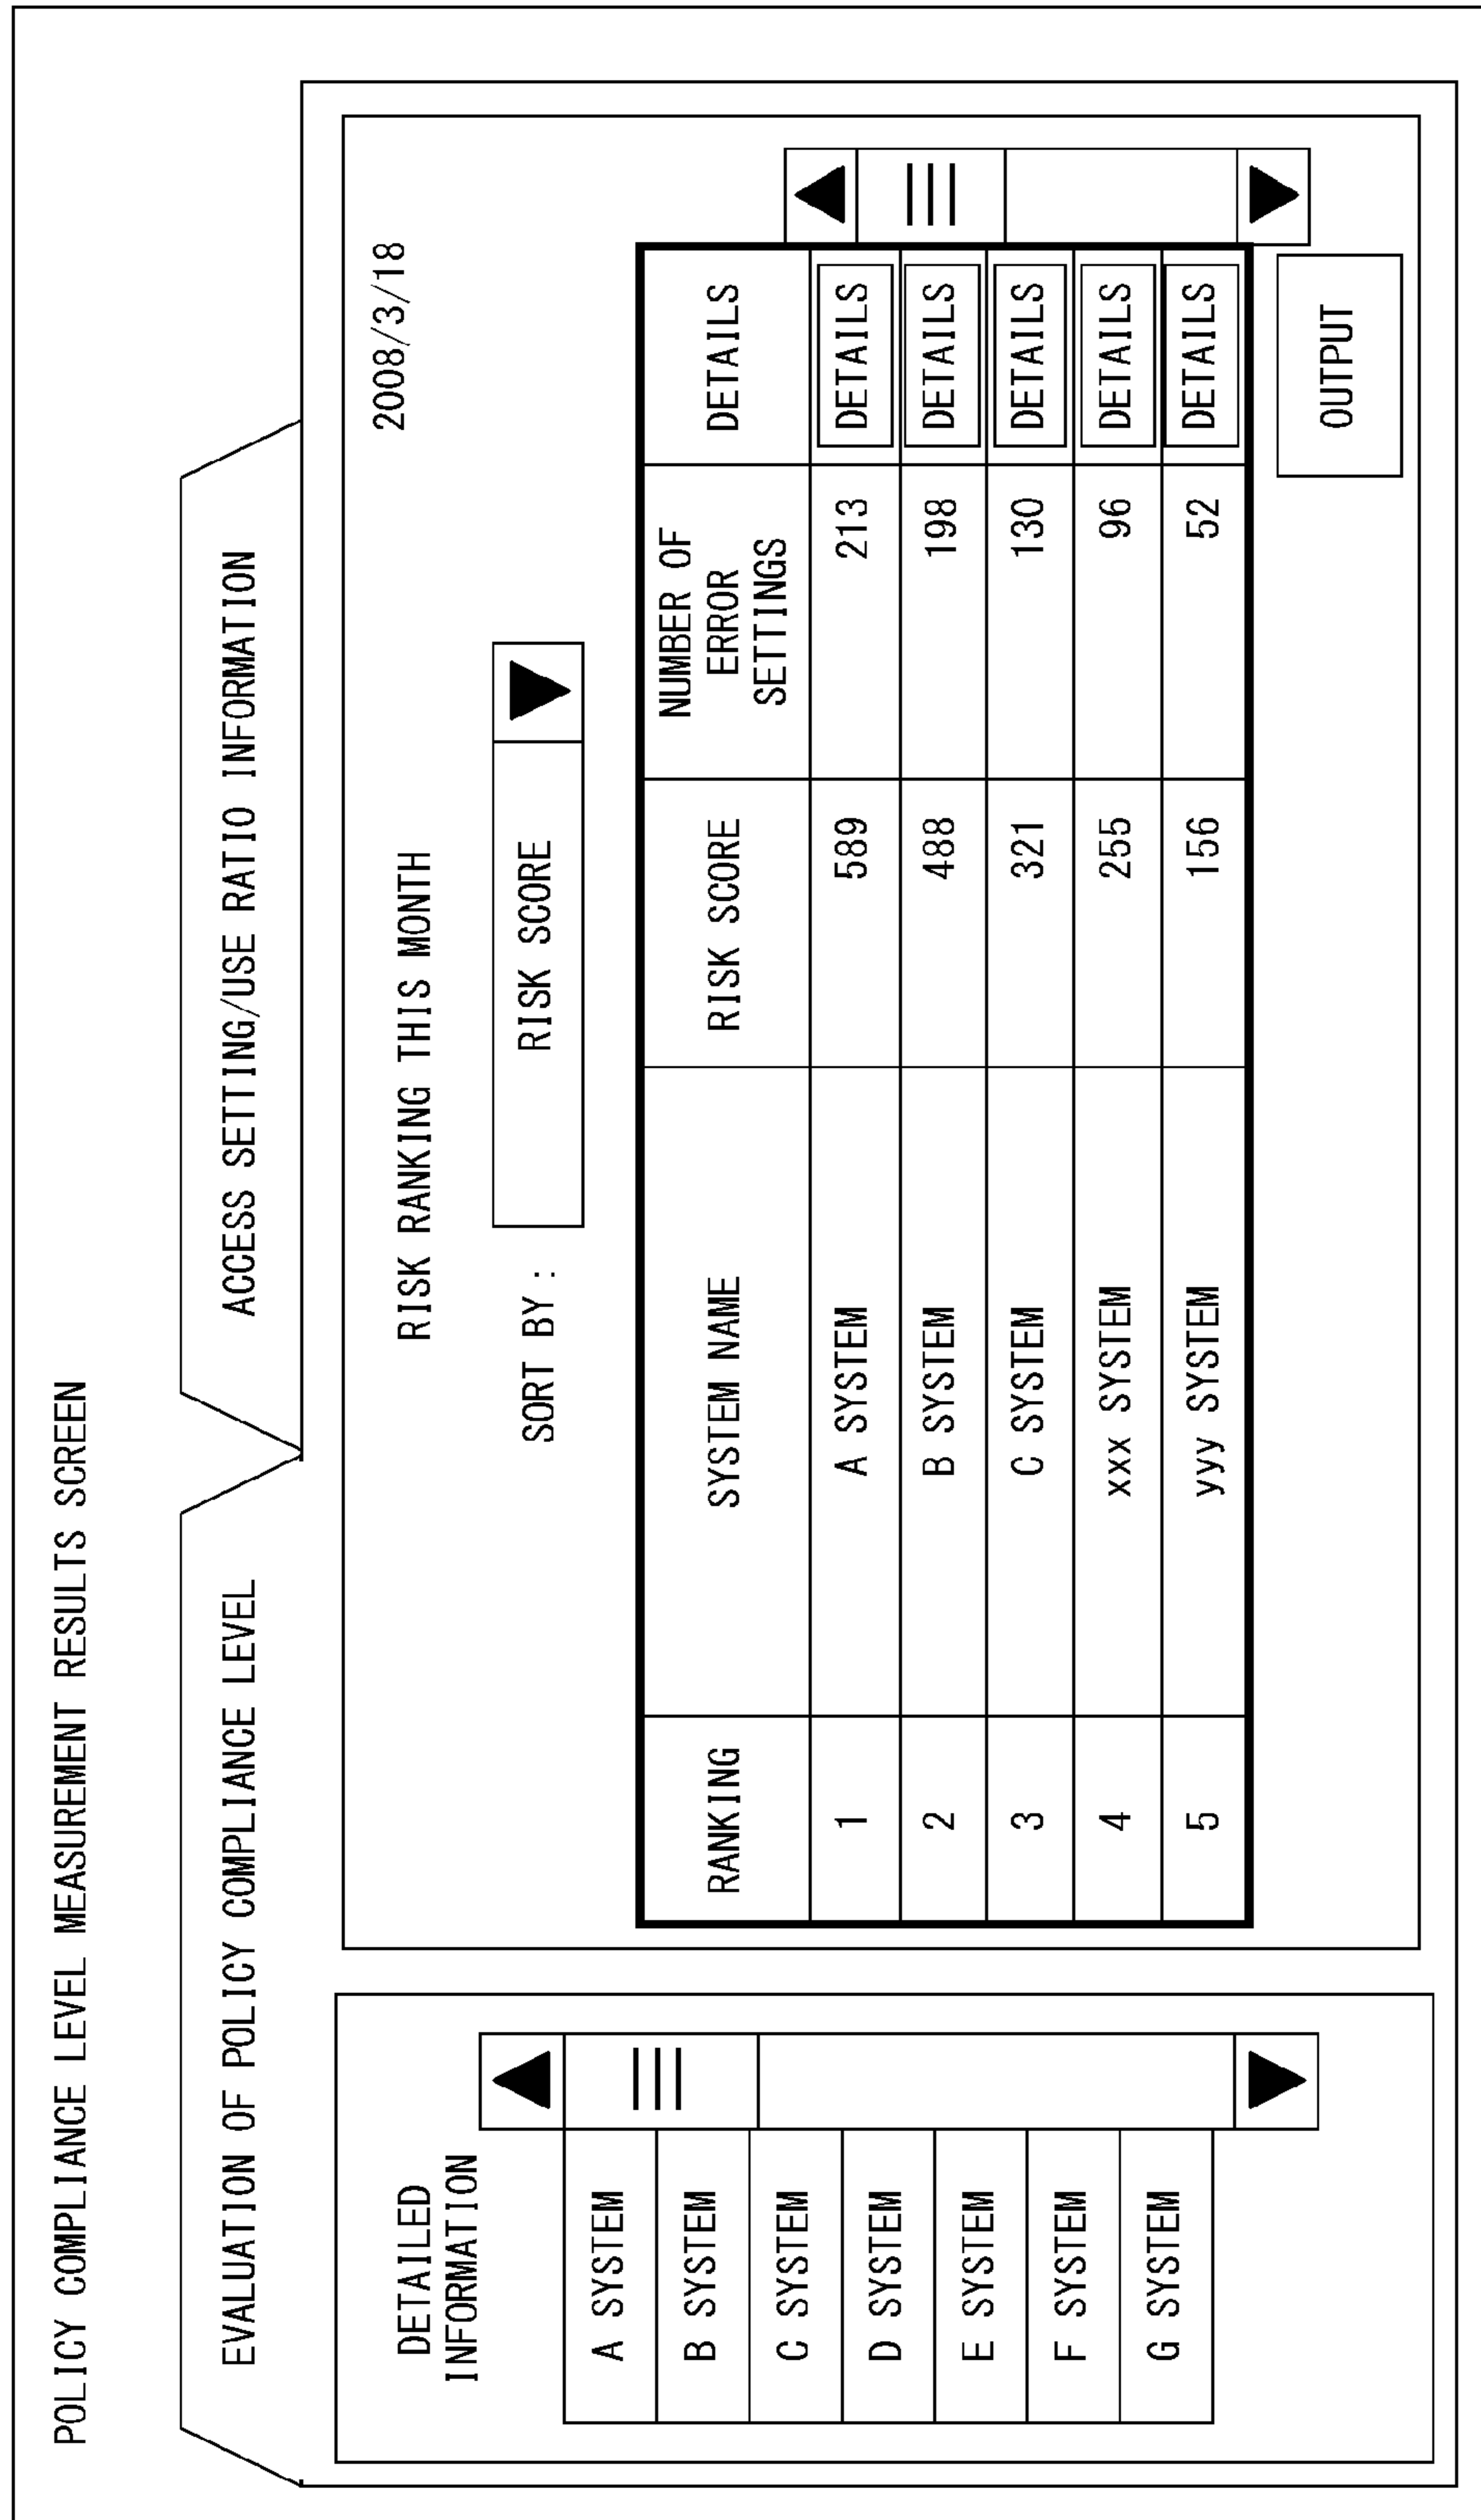 POLICY COMPLIANCE LEVEL MEASUREMENT RESULTS SCREEN
EVALUATION OF POLICY COMPLIANCE LEVEL
ACCESS SETTING/USE RATIO INFORMATION
DETAILED
INFORMATION
A SYSTEM
B SYSTEM
C SYSTEM
D SYSTEM
E SYSTEM
F SYSTEM
G SYSTEM
2008/3/18
RISK RANKING THIS MONTH
SORT BY: RISK SCORE
RANKING SYSTEM NAME RISK SCORE NUMBER OF ERROR SETTINGS DETAILS
1 A SYSTEM 589 213 DETAILS
2 B SYSTEM 488 198 DETAILS
3 C SYSTEM 321 130 DETAILS
4 xxx SYSTEM 255 96 DETAILS
5 yyy SYSTEM 156 52 DETAILS
OUTPUT